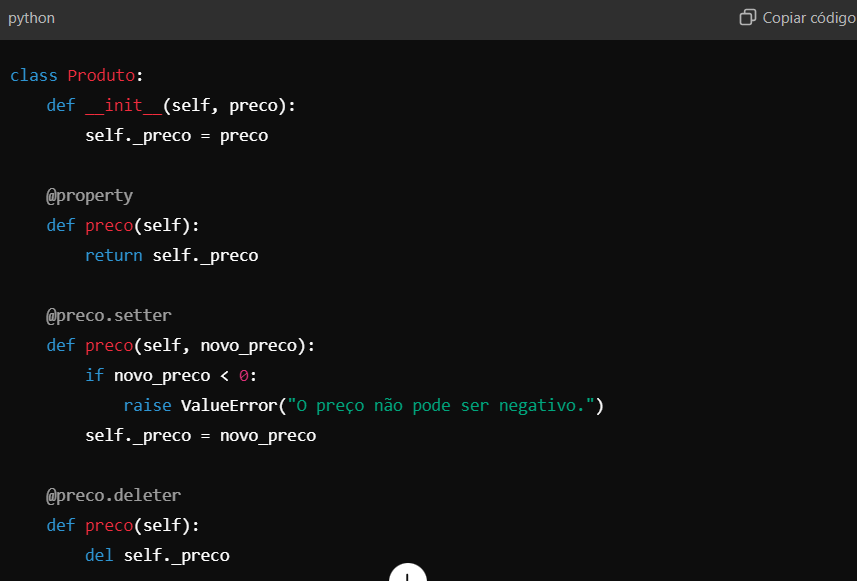 python
Copiar código
class Produto:
    def __init__(self, preco):
        self._preco = preco
    @property
    def preco(self):
        return self._preco
    @preco.setter
    def preco(self, novo_preco):
        if novo_preco < 0:
            raise ValueError("O preço não pode ser negativo.")
        self._preco = novo_preco
    @preco.deleter
    def preco(self):
        del self._preco